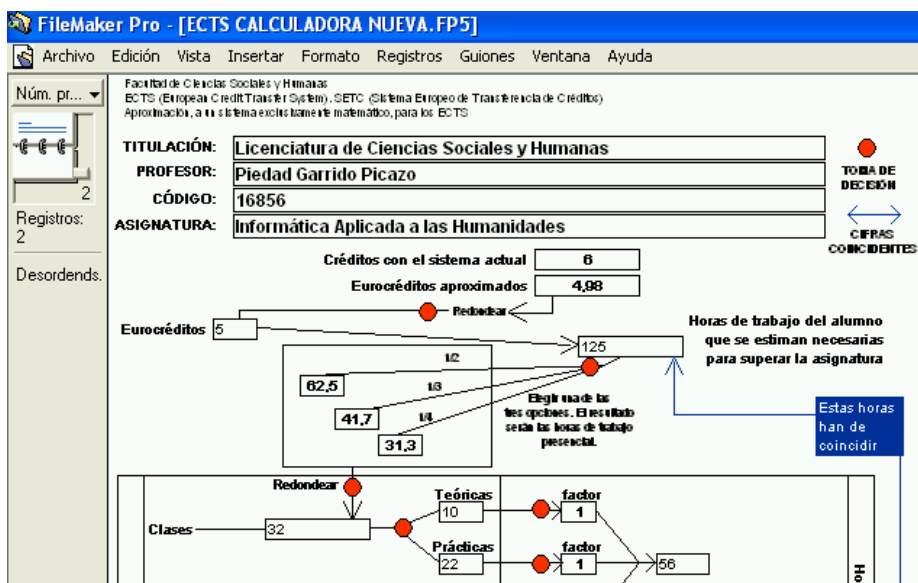 FileMaker Pro - [ECTS CALCULADORA NUEVA.FP5]
Archivo Edición Vista Insertar Formato Registros Guiones Ventana Ayuda
Núm. pr...
2
Registros:
2
Desordends.
Facultad de Ciencias Sociales y Humanas
ECTS (European Credit Transfer System). SETC (Sistema Europeo de Transferencia de Créditos)
Aproximación, a un sistema exclusivamente matemático, para los ECTS
TITULACIÓN: Licenciatura de Ciencias Sociales y Humanas
PROFESOR: Piedad Garrido Picazo
CÓDIGO: 16856
ASIGNATURA: Informática Aplicada a las Humanidades
TOMA DE
DECISIÓN
CIFRAS
COINCIDENTES
Créditos con el sistema actual 6
Eurocréditos aproximados 4,98
Redondear
Eurocréditos 5
125
Horas de trabajo del alumno
que se estiman necesarias
para superar la asignatura
1/2
62,5
1/3
41,7
1/4
31,3
Elegir una de las
tres opciones. El resultado
serán las horas de trabajo
presencial.
Estas horas
han de
coincidir
Redondear
Clases 32
Teóricas
10
factor
1
Prácticas
22
factor
1
56
Ho